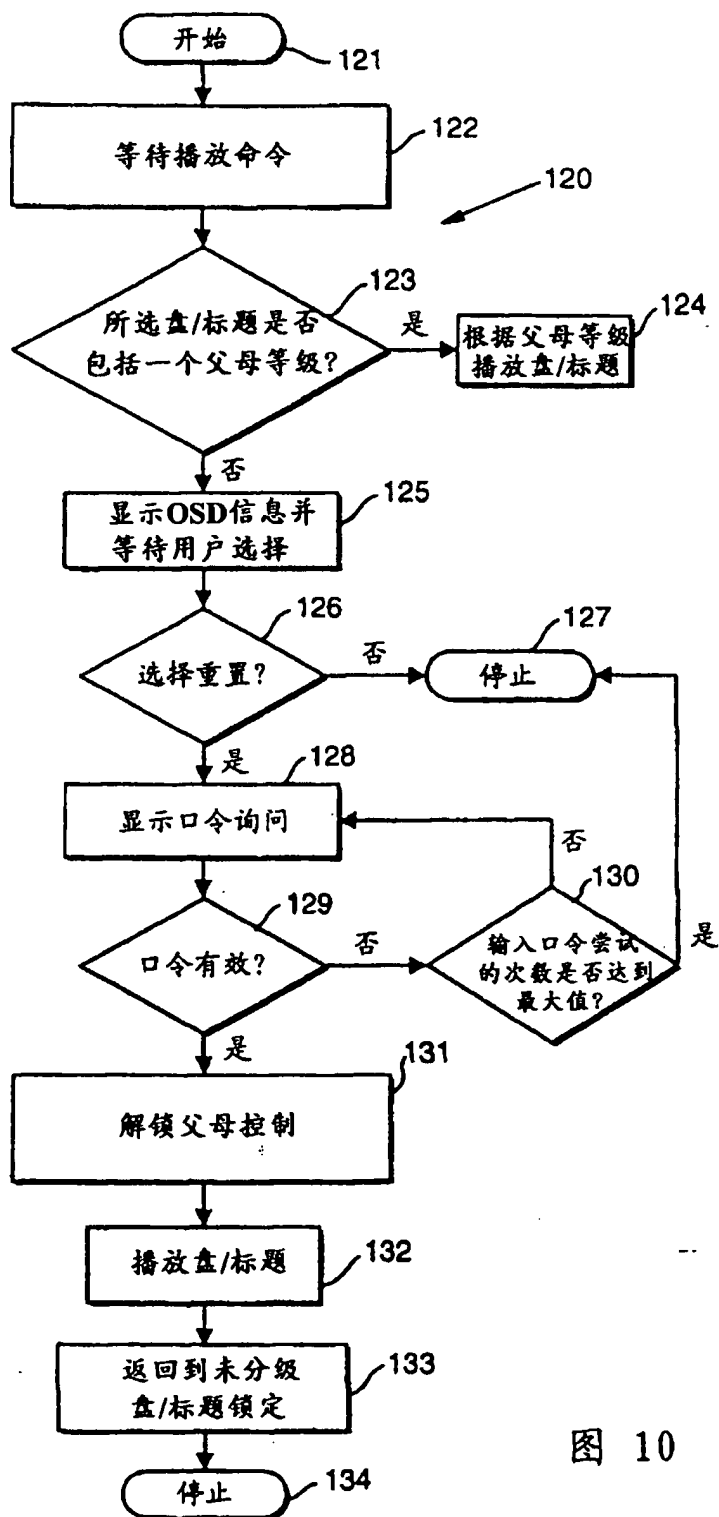 开始
121
等待播放命令
122
120
所选盘/标题是否
包括一个父母等级?
123
是
根据父母等级
播放盘/标题
124
否
显示OSD信息并
等待用户选择
125
选择重置?
126
否
停止
127
是
显示口令询问
128
否
口令有效?
129
否
输入口令尝试
的次数是否达到
最大值?
130
是
是
解锁父母控制
131
播放盘/标题
132
返回到未分级
盘/标题锁定
133
停止
134
图 10